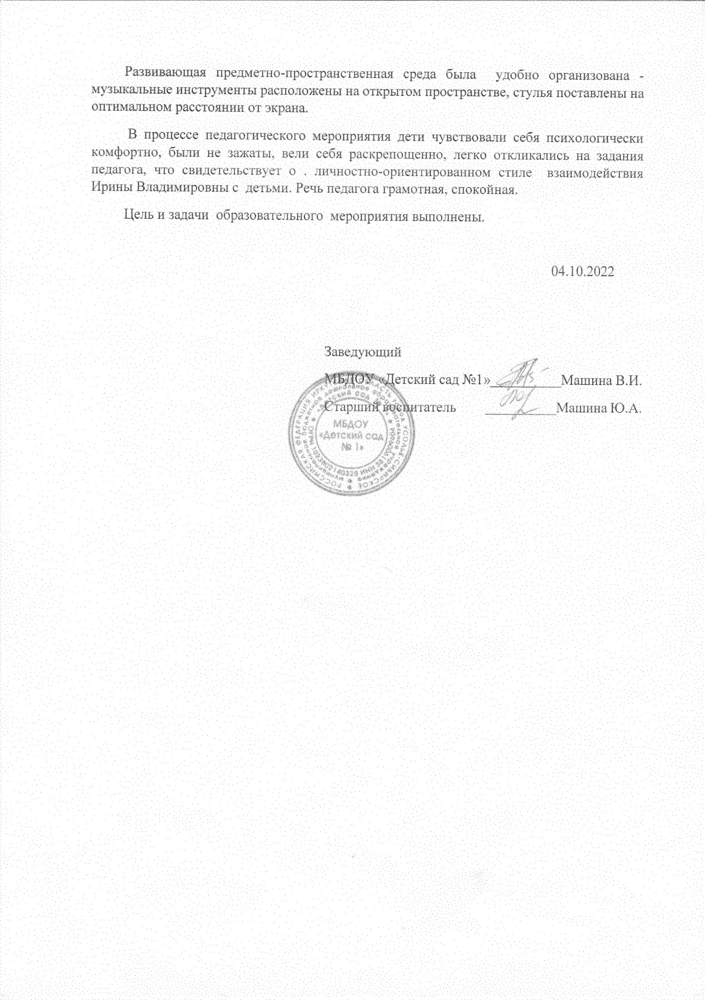 Развивающая предметно-пространственная среда была удобно организована -
музыкальные инструменты расположены на открытом пространстве, стулья поставлены на
оптимальном расстоянии от экрана.
В процессе педагогического мероприятия дети чувствовали себя психологически
комфортно, были не зажаты, вели себя раскрепощенно, легко откликались на задания
педагога, что свидетельствует о . личностно-ориентированном стиле взаимодействия
Ирины Владимировны с детьми. Речь педагога грамотная, спокойная.
Цель и задачи образовательного мероприятия выполнены.
04.10.2022
Заведующий
МБДОУ «Детский сад №1»____________Машина В.И.
Старший воспитатель ____________Машина Ю.А.
МБДОУ
«Детский сад
№ 1»